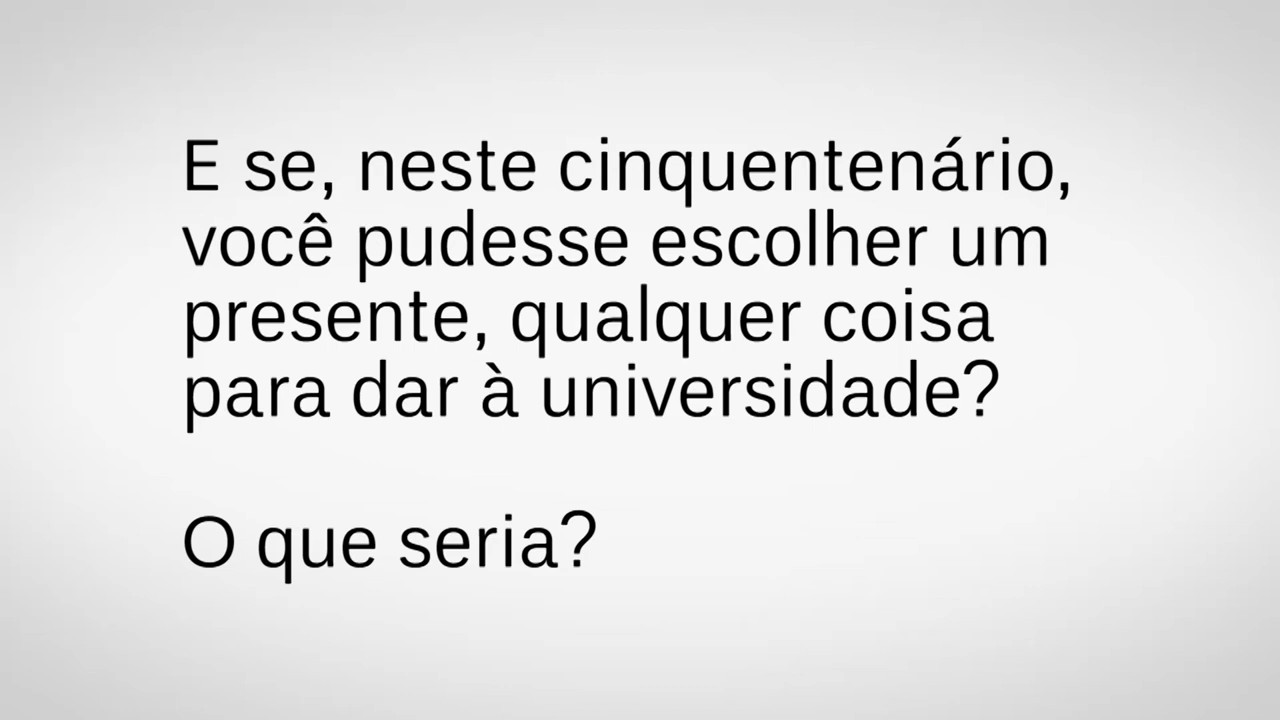 E se, neste cinquentenário,
você pudesse escolher um
presente, qualquer coisa
para dar à universidade?
O que seria?